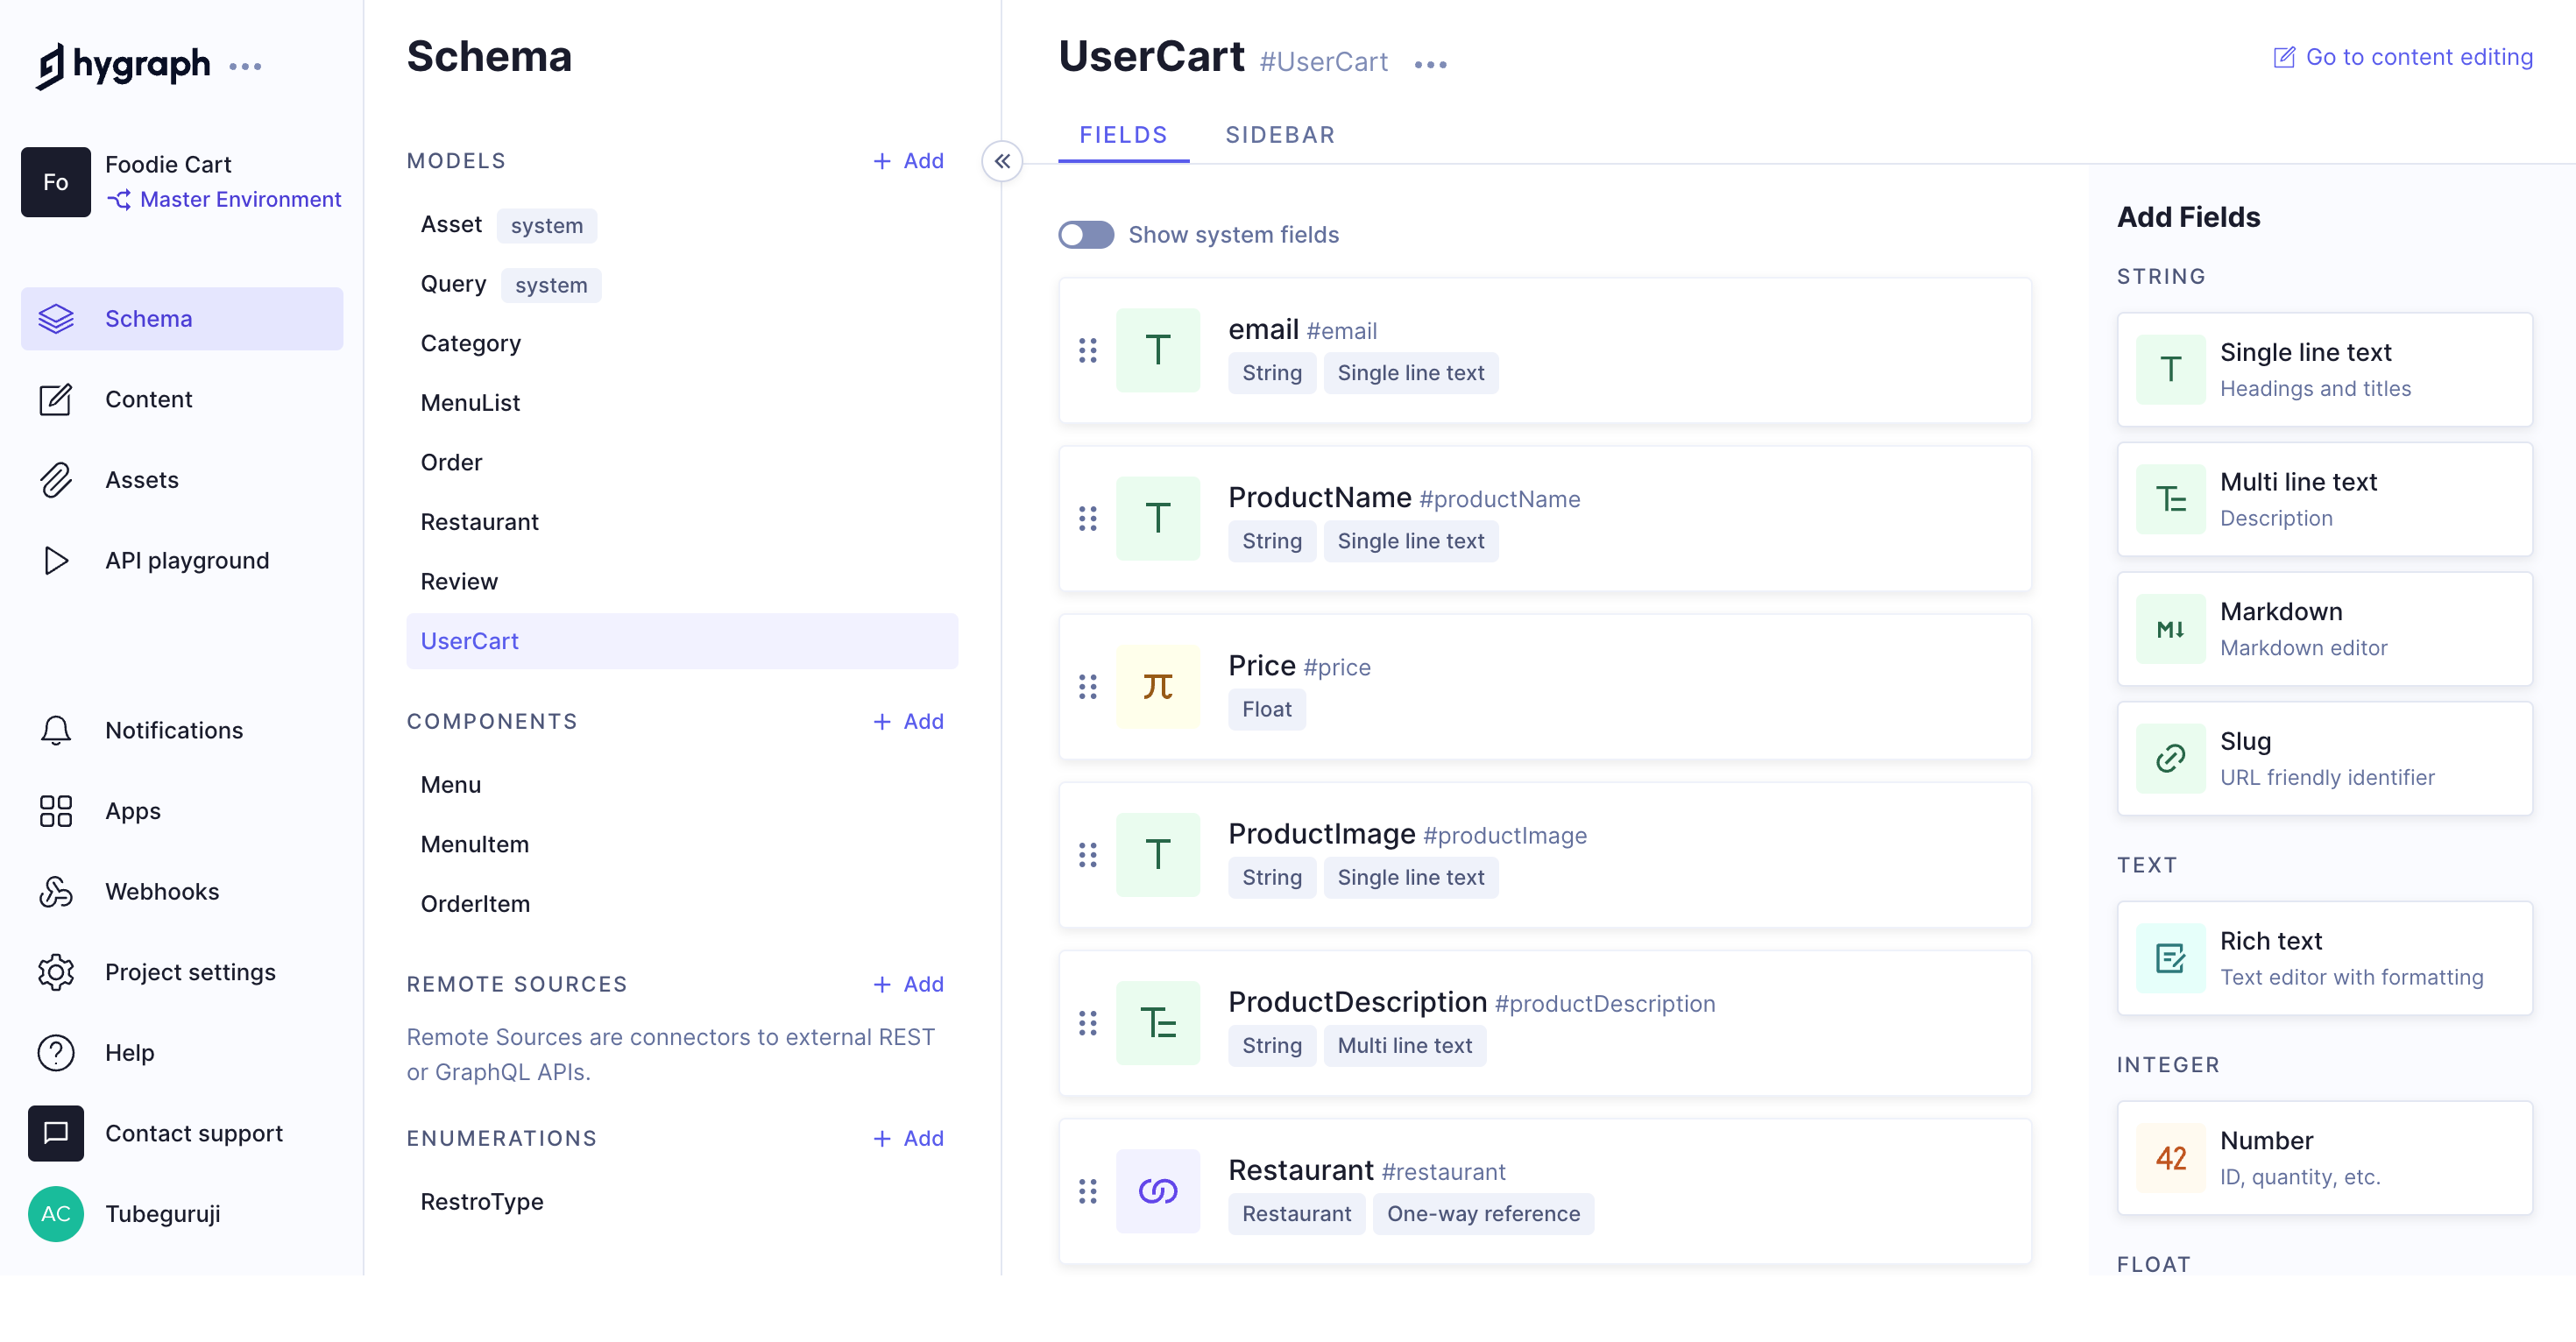 hygraph
Fo
Foodie Cart
Master Environment
Schema
Content
Assets
API playground
Notifications
Apps
Webhooks
Project settings
Help
Contact support
AC
Tubeguruji
Schema
MODELS
+ Add
Asset system
Query system
Category
MenuList
Order
Restaurant
Review
UserCart
COMPONENTS
+ Add
Menu
MenuItem
OrderItem
REMOTE SOURCES
+ Add
Remote Sources are connectors to external REST
or GraphQL APIs.
ENUMERATIONS
+ Add
RestroType
UserCart #UserCart
Go to content editing
FIELDS SIDEBAR
Show system fields
T
email #email
String Single line text
T
ProductName #productName
String Single line text
π
Price #price
Float
T
ProductImage #productImage
String Single line text
T
ProductDescription #productDescription
String Multi line text
Restaurant #restaurant
Restaurant One-way reference
Add Fields
STRING
T
Single line text
Headings and titles
T
Multi line text
Description
M↓
Markdown
Markdown editor
Slug
URL friendly identifier
TEXT
Rich text
Text editor with formatting
INTEGER
42
Number
ID, quantity, etc.
FLOAT